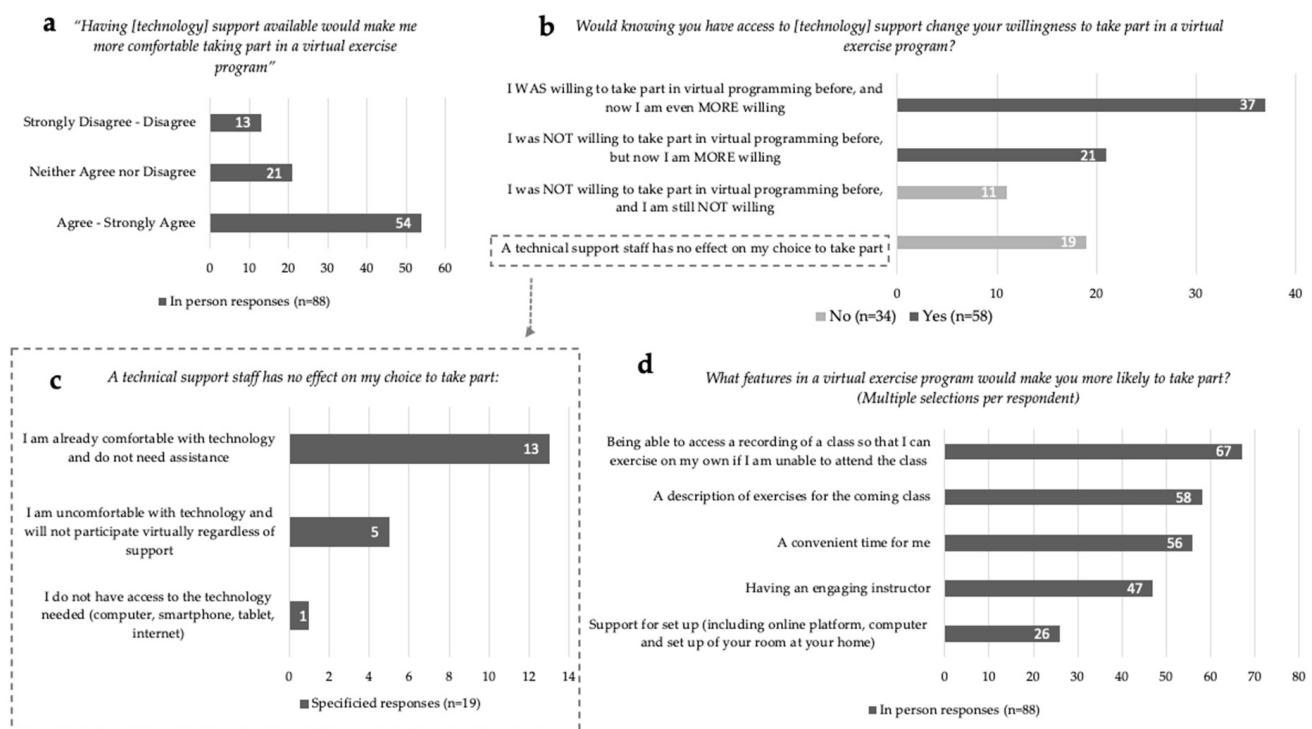 a
"Having [technology] support available would make me
more comfortable taking part in a virtual exercise
program"
Strongly Disagree - Disagree
13
Neither Agree nor Disagree
21
Agree - Strongly Agree
54
0 10 20 30 40 50 60
In person responses (n=88)
b
Would knowing you have access to [technology] support change your willingness to take part in a virtual
exercise program?
I WAS willing to take part in virtual programming before, and
now I am even MORE willing
37
I was NOT willing to take part in virtual programming before,
but now I am MORE willing
21
I was NOT willing to take part in virtual programming before,
and I am still NOT willing
11
A technical support staff has no effect on my choice to take part
19
0 10 20 30 40
No (n=34) Yes (n=58)
c
A technical support staff has no effect on my choice to take part:
I am already comfortable with technology
and do not need assistance
13
I am uncomfortable with technology and
will not participate virtually regardless of
support
5
I do not have access to the technology
needed (computer, smartphone, tablet,
internet)
1
0 2 4 6 8 10 12 14
Specificied responses (n=19)
d
What features in a virtual exercise program would make you more likely to take part?
(Multiple selections per respondent)
Being able to access a recording of a class so that I can
exercise on my own if I am unable to attend the class
67
A description of exercises for the coming class
58
A convenient time for me
56
Having an engaging instructor
47
Support for set up (including online platform, computer
and set up of your room at your home)
26
0 10 20 30 40 50 60 70 80
In person responses (n=88)